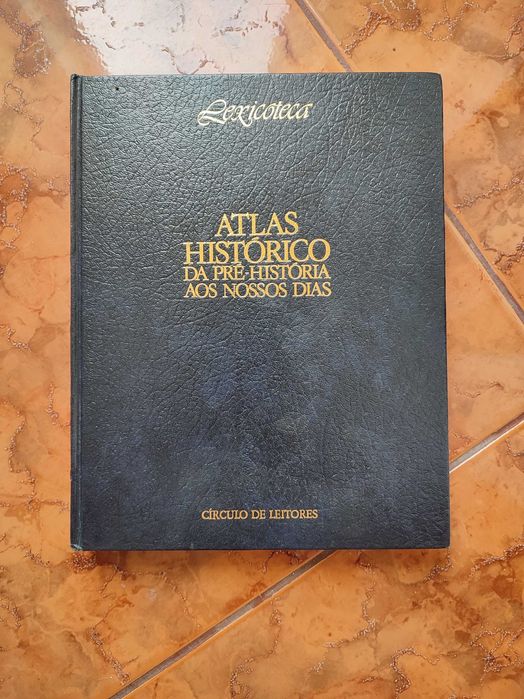 Lexicoteca
ATLAS
HISTÓRICO
DA PRÉ-HISTÓRIA
AOS NOSSOS DIAS
CÍRCULO DE LEITORES